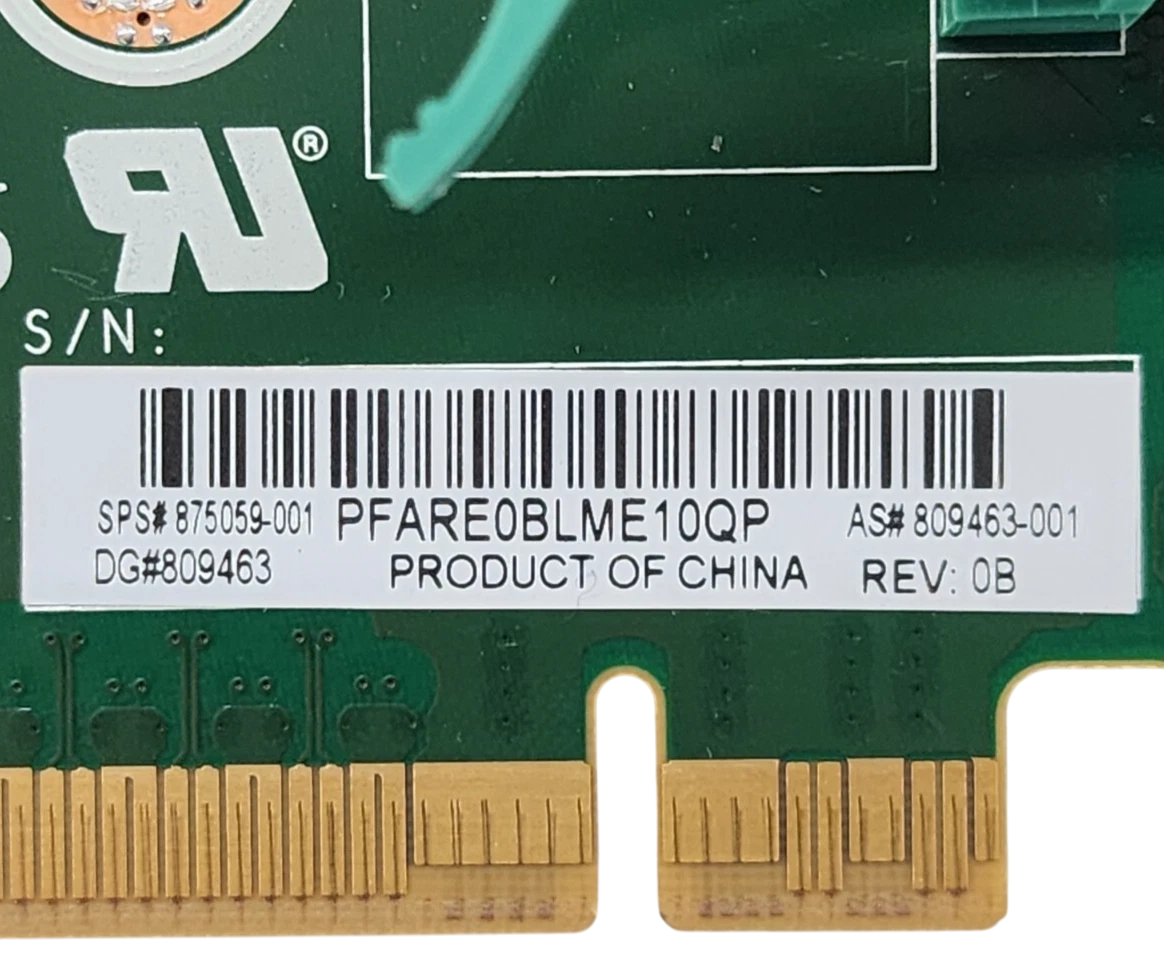 ®
S/N:
SPS# 875059-001 PFARE0BLME10QP AS# 809463-001
DG#809463 PRODUCT OF CHINA REV: 0B